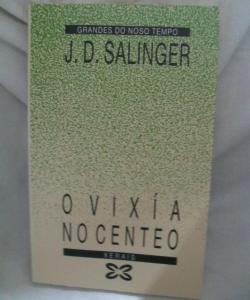 GRANDES DO NOSO TEMPO
J. D. SALINGER
O VIXÍA
NO CENTEO
XERAIS